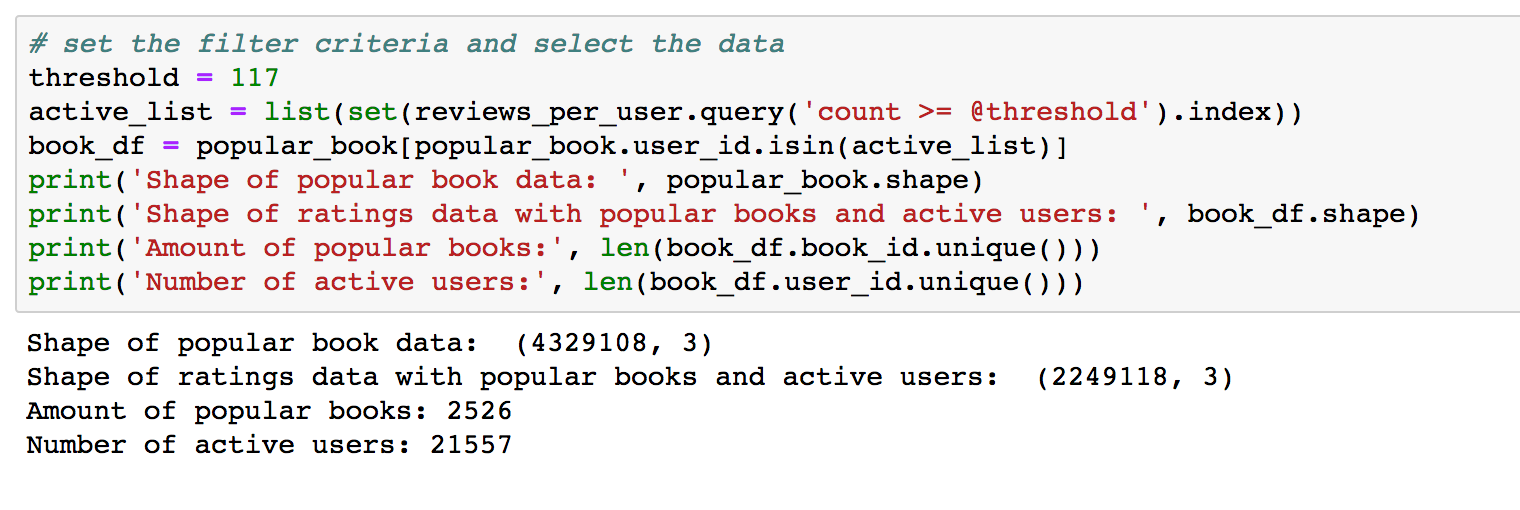 # set the filter criteria and select the data
threshold = 117
active_list = list(set(reviews_per_user.query('count >= @threshold').index))
book_df = popular_book[popular_book.user_id.isin(active_list)]
print('Shape of popular book data: ', popular_book.shape)
print('Shape of ratings data with popular books and active users: ', book_df.shape)
print('Amount of popular books:', len(book_df.book_id.unique()))
print('Number of active users:', len(book_df.user_id.unique()))
Shape of popular book data:  (4329108, 3)
Shape of ratings data with popular books and active users:  (2249118, 3)
Amount of popular books: 2526
Number of active users: 21557